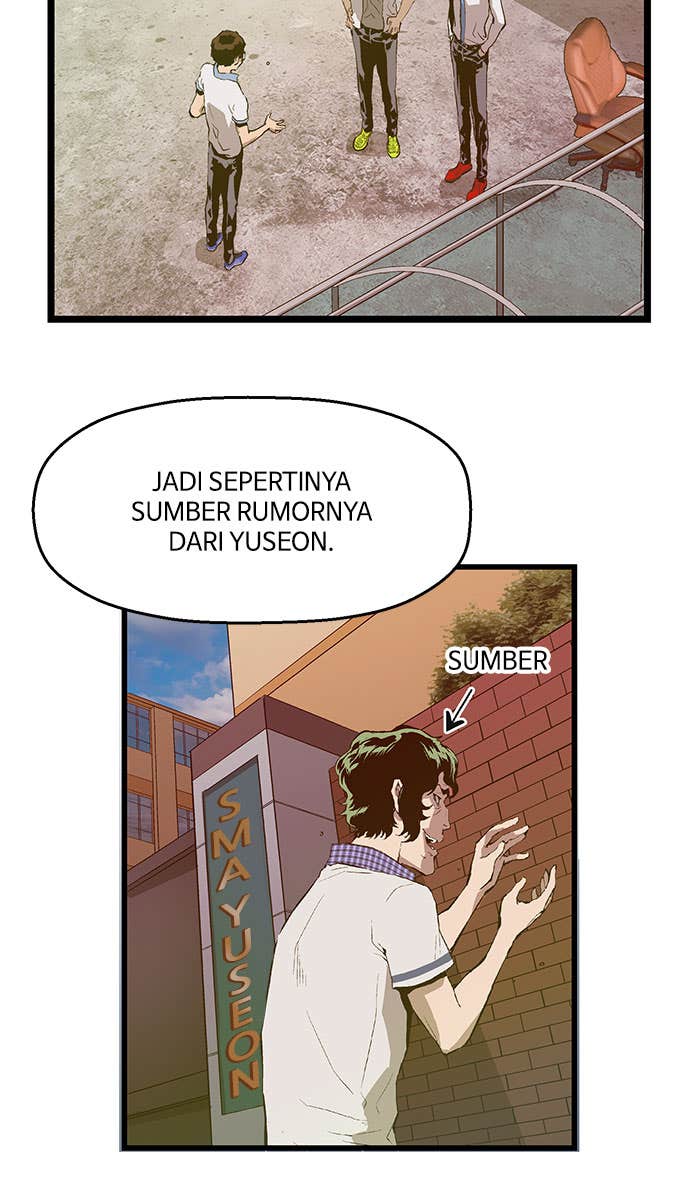 JADI SEPERTINYA
SUMBER RUMORNYA
DARI YUSEON.
SUMBER
SMA YUSEON